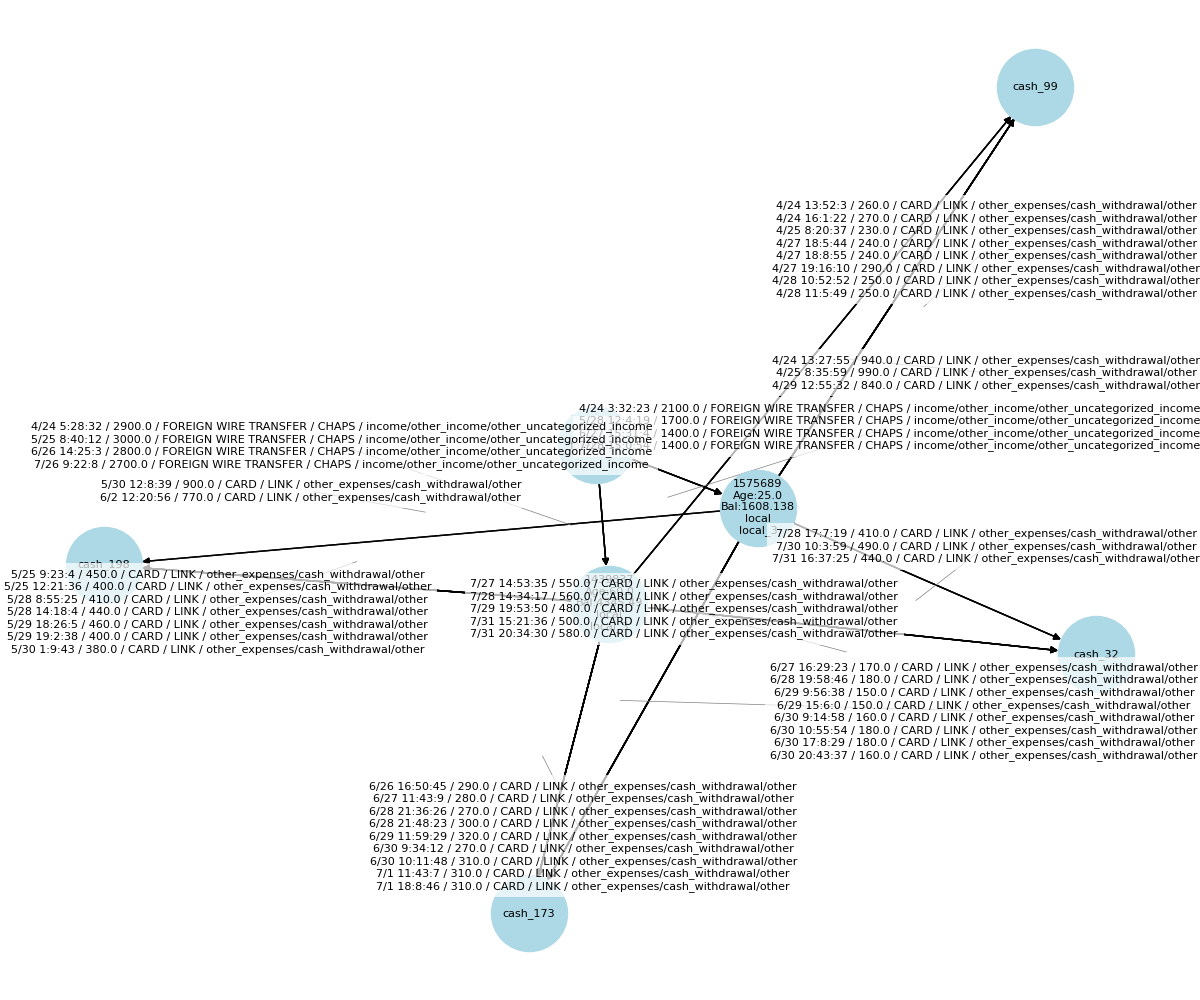 cash_99
4/24 13:52:3 / 260.0 / CARD / LINK / other_expenses/cash_withdrawal/other
4/24 16:1:22 / 270.0 / CARD / LINK / other_expenses/cash_withdrawal/other
4/25 8:20:37 / 230.0 / CARD / LINK / other_expenses/cash_withdrawal/other
4/27 18:5:44 / 240.0 / CARD / LINK / other_expenses/cash_withdrawal/other
4/27 18:8:55 / 240.0 / CARD / LINK / other_expenses/cash_withdrawal/other
4/27 19:16:10 / 290.0 / CARD / LINK / other_expenses/cash_withdrawal/other
4/28 10:52:52 / 250.0 / CARD / LINK / other_expenses/cash_withdrawal/other
4/28 11:5:49 / 250.0 / CARD / LINK / other_expenses/cash_withdrawal/other
4/24 13:27:55 / 940.0 / CARD / LINK / other_expenses/cash_withdrawal/other
4/25 8:35:59 / 990.0 / CARD / LINK / other_expenses/cash_withdrawal/other
4/29 12:55:32 / 840.0 / CARD / LINK / other_expenses/cash_withdrawal/other
4/24 3:32:23 / 2100.0 / FOREIGN WIRE TRANSFER / CHAPS / income/other_income/other_uncategorized_income
5/28 12:4:19 / 1700.0 / FOREIGN WIRE TRANSFER / CHAPS / income/other_income/other_uncategorized_income
/ 1400.0 / FOREIGN WIRE TRANSFER / CHAPS / income/other_income/other_uncategorized_income
/ 1400.0 / FOREIGN WIRE TRANSFER / CHAPS / income/other_income/other_uncategorized_income
4/24 5:28:32 / 2900.0 / FOREIGN WIRE TRANSFER / CHAPS / income/other_income/other_uncategorized_income
5/25 8:40:12 / 3000.0 / FOREIGN WIRE TRANSFER / CHAPS / income/other_income/other_uncategorized_income
6/26 14:25:3 / 2800.0 / FOREIGN WIRE TRANSFER / CHAPS / income/other_income/other_uncategorized_income
7/26 9:22:8 / 2700.0 / FOREIGN WIRE TRANSFER / CHAPS / income/other_income/other_uncategorized_income
5/30 12:8:39 / 900.0 / CARD / LINK / other_expenses/cash_withdrawal/other
6/2 12:20:56 / 770.0 / CARD / LINK / other_expenses/cash_withdrawal/other
1575689
Age:25.0
Bal:1608.138
local
local_3
7/28 17:7:19 / 410.0 / CARD / LINK / other_expenses/cash_withdrawal/other
7/30 10:3:59 / 490.0 / CARD / LINK / other_expenses/cash_withdrawal/other
7/31 16:37:25 / 440.0 / CARD / LINK / other_expenses/cash_withdrawal/other
cash_198
5/25 9:23:4 / 450.0 / CARD / LINK / other_expenses/cash_withdrawal/other
5/25 12:21:36 / 400.0 / CARD / LINK / other_expenses/cash_withdrawal/other
5/28 8:55:25 / 410.0 / CARD / LINK / other_expenses/cash_withdrawal/other
5/28 14:18:4 / 440.0 / CARD / LINK / other_expenses/cash_withdrawal/other
5/29 18:26:5 / 460.0 / CARD / LINK / other_expenses/cash_withdrawal/other
5/29 19:2:38 / 400.0 / CARD / LINK / other_expenses/cash_withdrawal/other
5/30 1:9:43 / 380.0 / CARD / LINK / other_expenses/cash_withdrawal/other
7/27 14:53:35 / 550.0 / CARD / LINK / other_expenses/cash_withdrawal/other
7/28 14:34:17 / 560.0 / CARD / LINK / other_expenses/cash_withdrawal/other
7/29 19:53:50 / 480.0 / CARD / LINK / other_expenses/cash_withdrawal/other
7/31 15:21:36 / 500.0 / CARD / LINK / other_expenses/cash_withdrawal/other
7/31 20:34:30 / 580.0 / CARD / LINK / other_expenses/cash_withdrawal/other
cash_32
6/27 16:29:23 / 170.0 / CARD / LINK / other_expenses/cash_withdrawal/other
6/28 19:58:46 / 180.0 / CARD / LINK / other_expenses/cash_withdrawal/other
6/29 9:56:38 / 150.0 / CARD / LINK / other_expenses/cash_withdrawal/other
6/29 15:6:0 / 150.0 / CARD / LINK / other_expenses/cash_withdrawal/other
6/30 9:14:58 / 160.0 / CARD / LINK / other_expenses/cash_withdrawal/other
6/30 10:55:54 / 180.0 / CARD / LINK / other_expenses/cash_withdrawal/other
6/30 17:8:29 / 180.0 / CARD / LINK / other_expenses/cash_withdrawal/other
6/30 20:43:37 / 160.0 / CARD / LINK / other_expenses/cash_withdrawal/other
6/26 16:50:45 / 290.0 / CARD / LINK / other_expenses/cash_withdrawal/other
6/27 11:43:9 / 280.0 / CARD / LINK / other_expenses/cash_withdrawal/other
6/28 21:36:26 / 270.0 / CARD / LINK / other_expenses/cash_withdrawal/other
6/28 21:48:23 / 300.0 / CARD / LINK / other_expenses/cash_withdrawal/other
6/29 11:59:29 / 320.0 / CARD / LINK / other_expenses/cash_withdrawal/other
6/30 9:34:12 / 270.0 / CARD / LINK / other_expenses/cash_withdrawal/other
6/30 10:11:48 / 310.0 / CARD / LINK / other_expenses/cash_withdrawal/other
7/1 11:43:7 / 310.0 / CARD / LINK / other_expenses/cash_withdrawal/other
7/1 18:8:46 / 310.0 / CARD / LINK / other_expenses/cash_withdrawal/other
cash_173